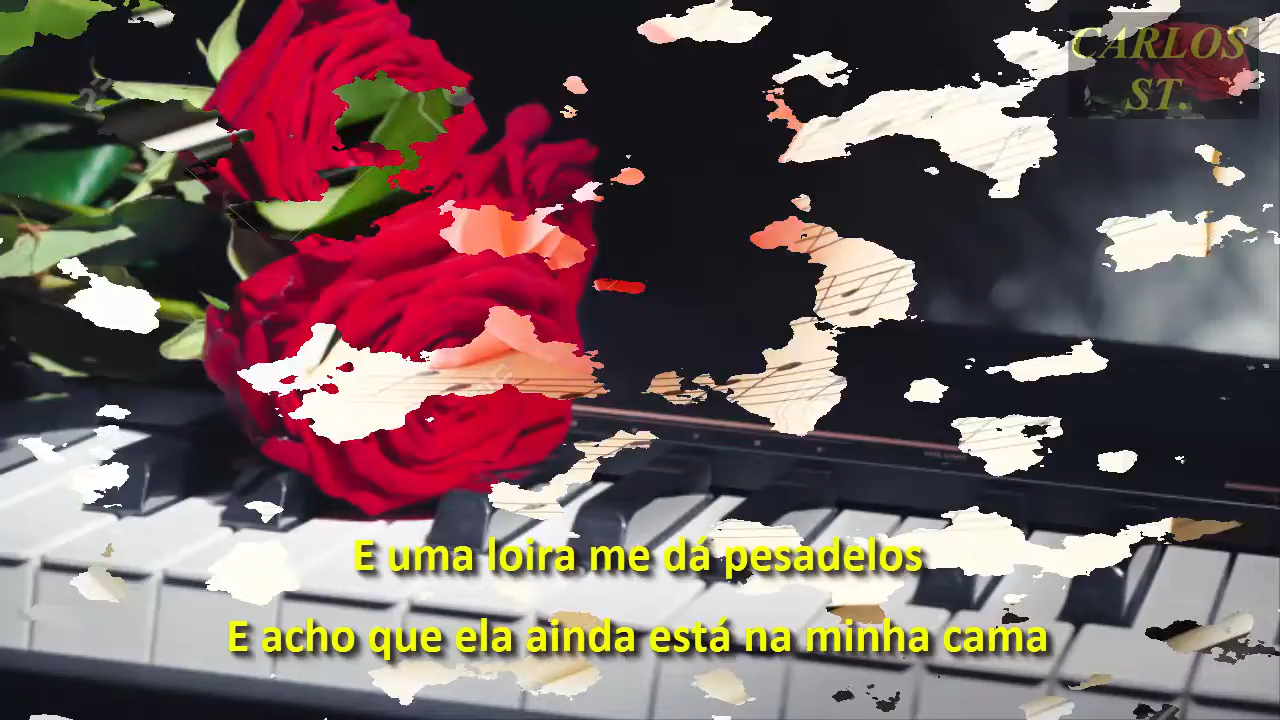 CARLOS
ST.
E uma loira me dá pesadelos
E acho que ela ainda está na minha cama